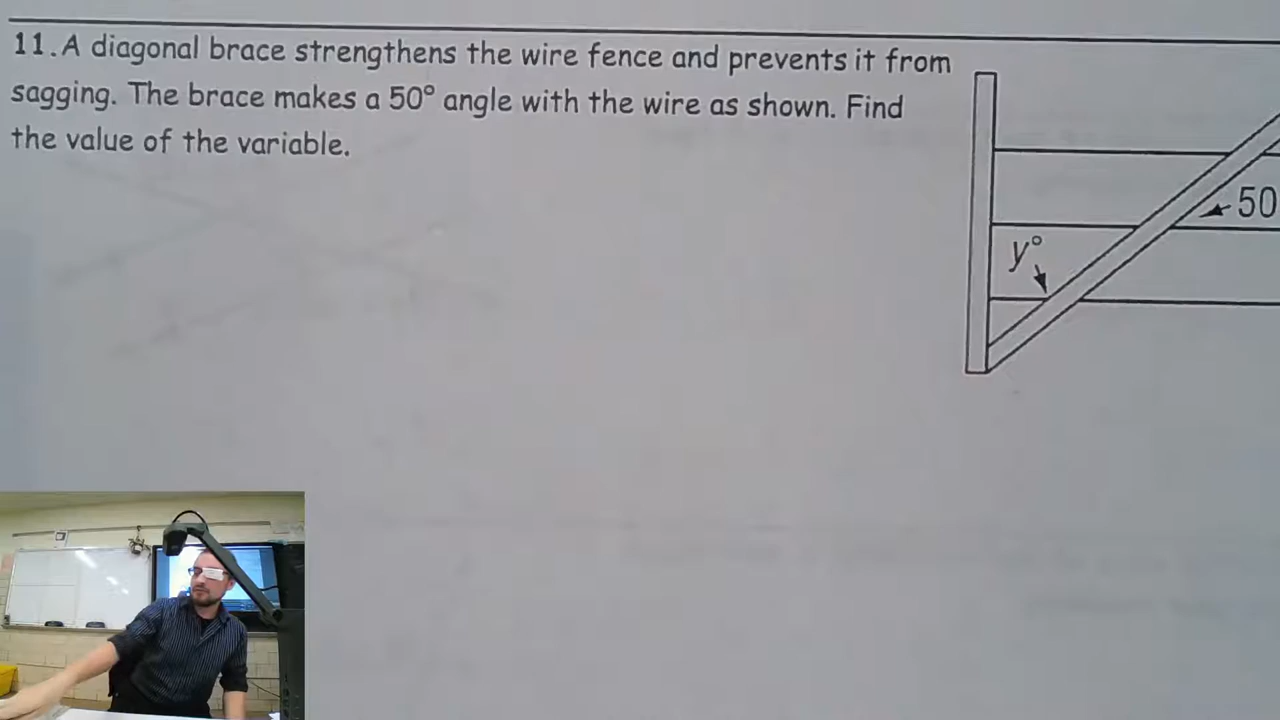 11. A diagonal brace strengthens the wire fence and prevents it from
sagging. The brace makes a 50° angle with the wire as shown. Find
the value of the variable.
50
y°